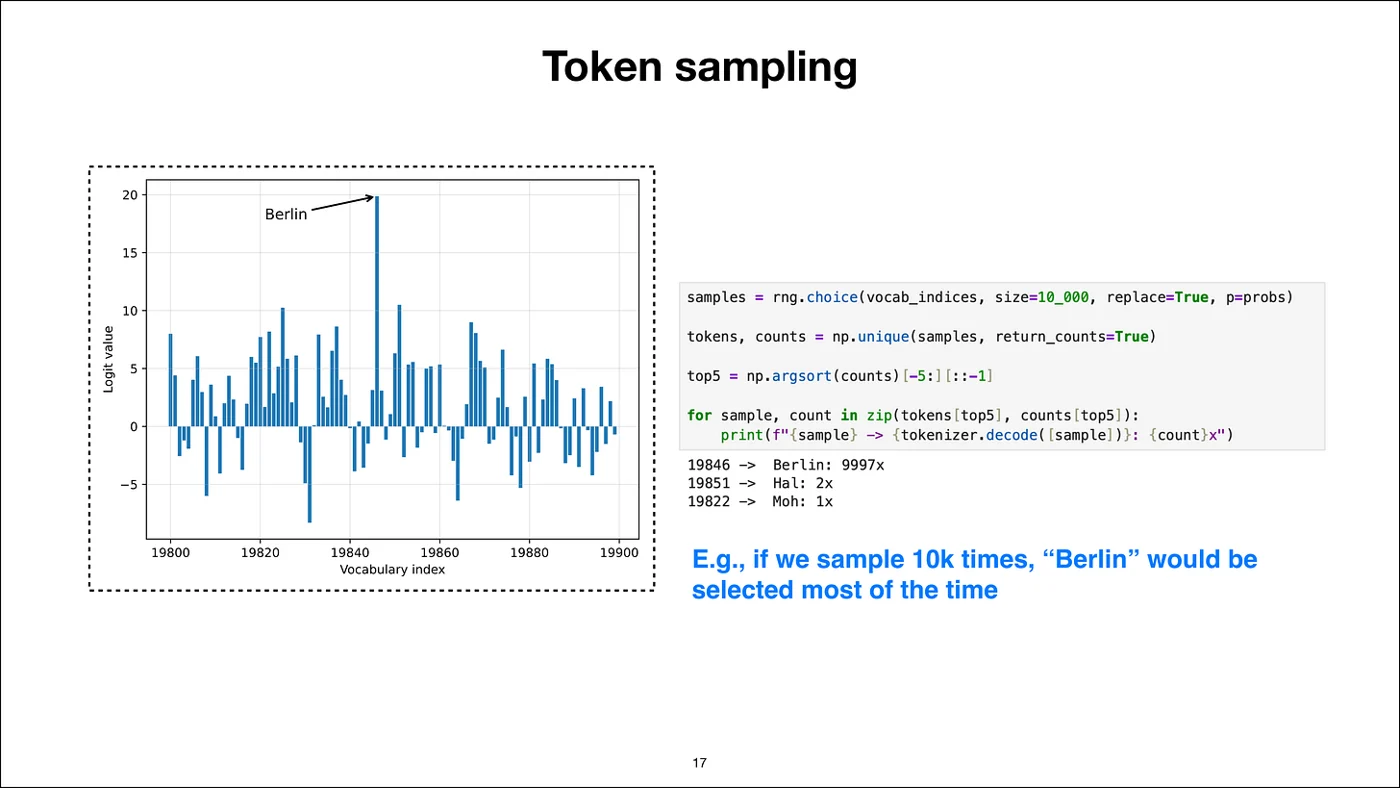 Token sampling
20
15
10
5
0
−5
Logit value
Berlin
19800 19820 19840 19860 19880 19900
Vocabulary index
samples = rng.choice(vocab_indices, size=10_000, replace=True, p=probs)
tokens, counts = np.unique(samples, return_counts=True)
top5 = np.argsort(counts)[-5:][::-1]
for sample, count in zip(tokens[top5], counts[top5]):
    print(f"{sample} -> {tokenizer.decode([sample])}: {count}x")
19846 ->  Berlin: 9997x
19851 ->  Hal: 2x
19822 ->  Moh: 1x
E.g., if we sample 10k times, “Berlin” would be
selected most of the time
17